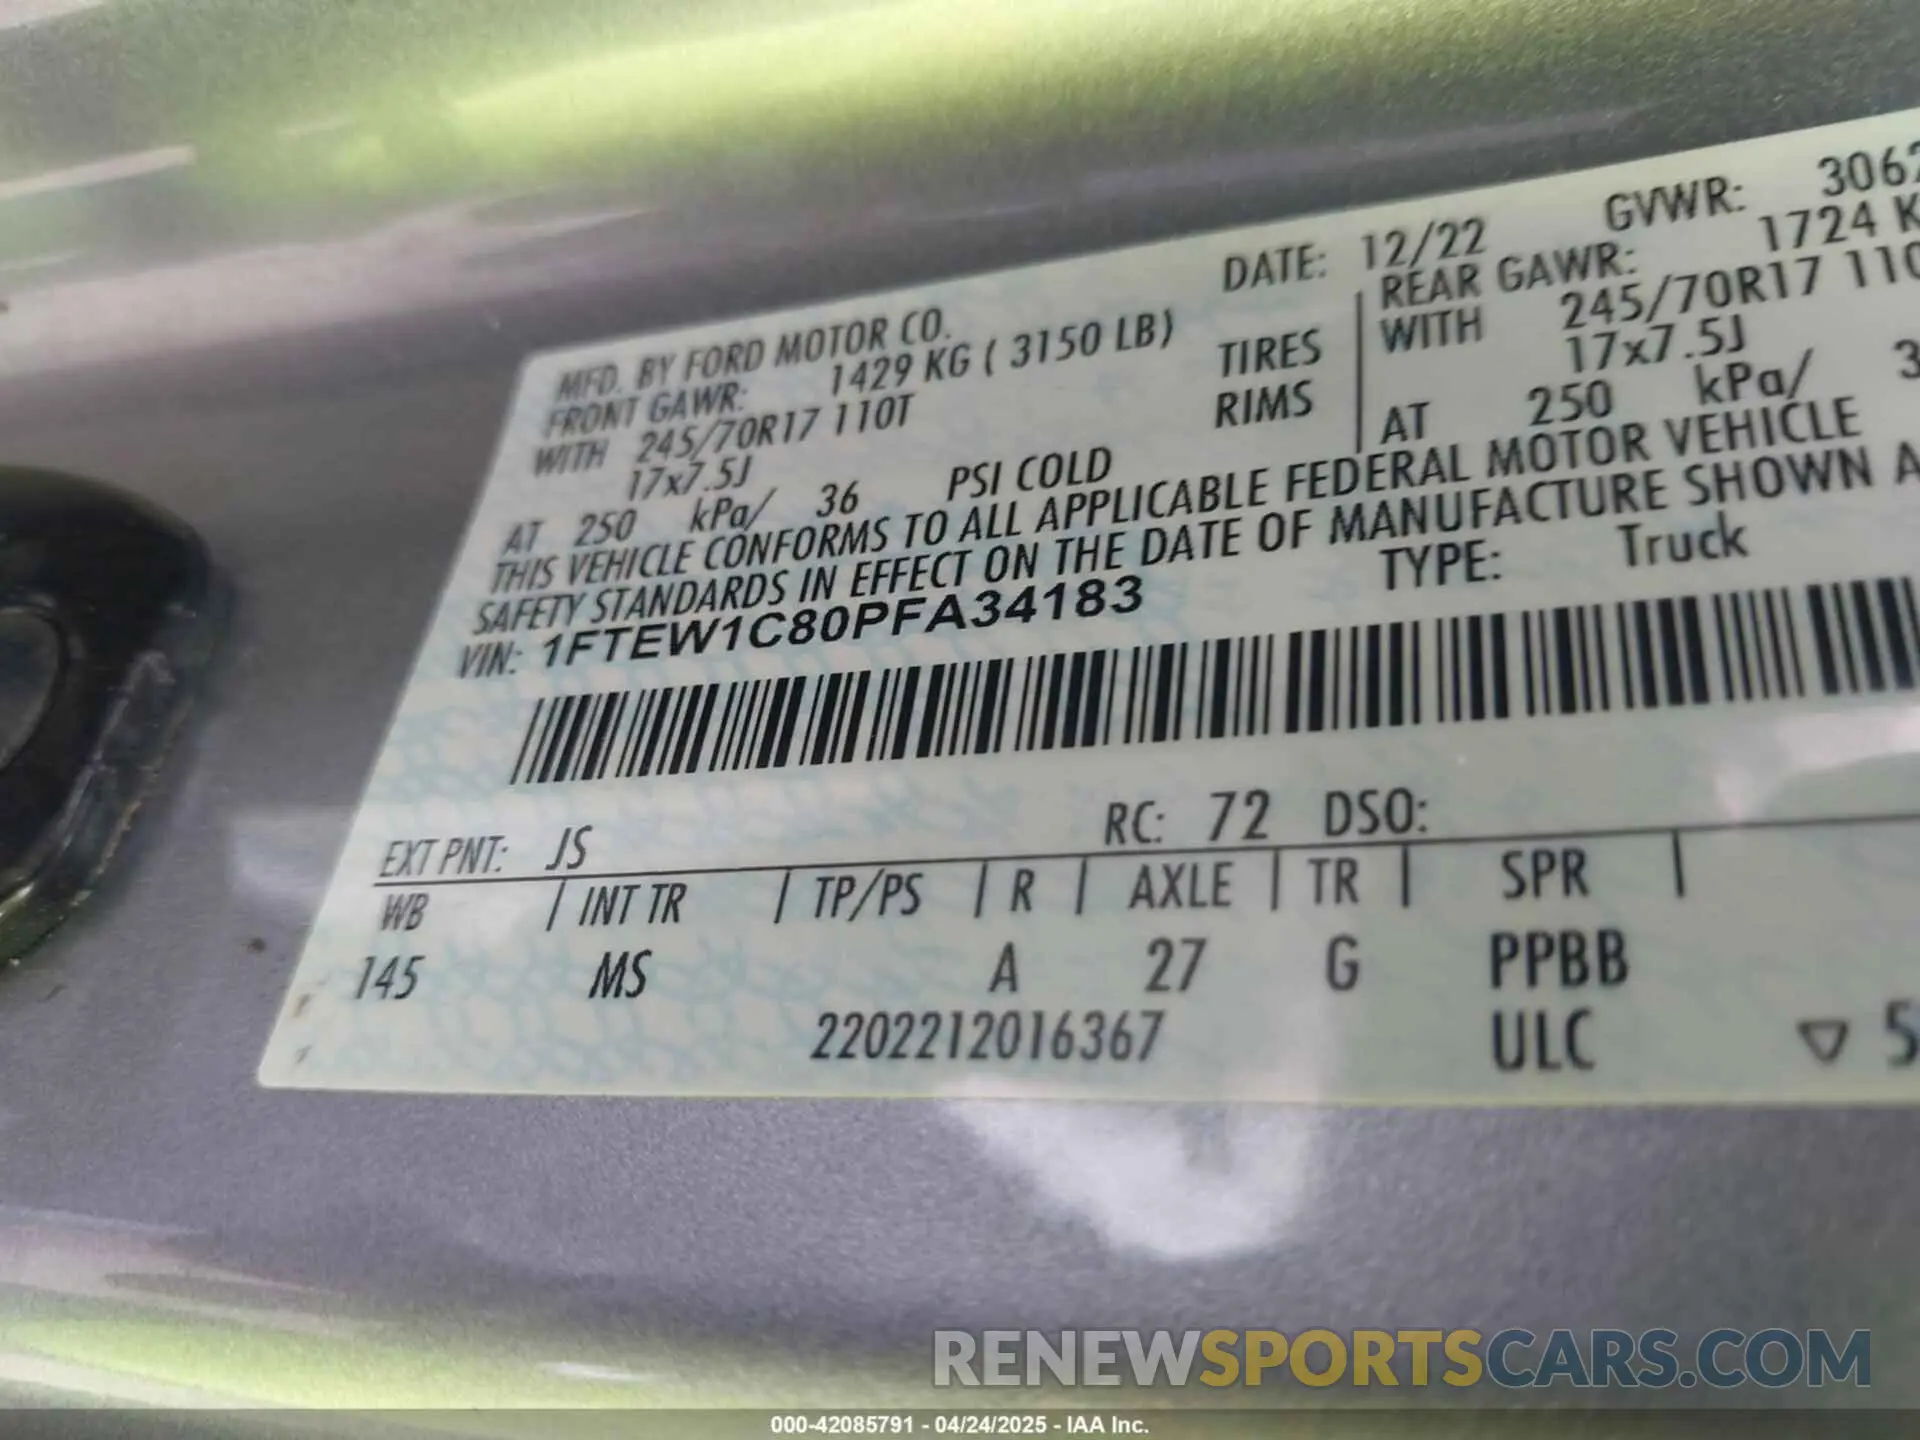 MFD. BY FORD MOTOR CO.
DATE: 12/22
GVWR:
FRONT GAWR: 1429 KG ( 3150 LB)
REAR GAWR: 1724
WITH 245/70R17 110T
TIRES
WITH 245/70R17
17x7.5J
RIMS
17x7.5J
AT 250 kPa/ 36 PSI COLD
AT 250 kPa/
THIS VEHICLE CONFORMS TO ALL APPLICABLE FEDERAL MOTOR VEHICLE
SAFETY STANDARDS IN EFFECT ON THE DATE OF MANUFACTURE SHOWN
VIN: 1FTEW1C80PFA34183
TYPE: Truck
EXT PNT: JS
RC: 72 DSO:
WB | INT TR | TP/PS | R | AXLE | TR | SPR |
145 MS A 27 G PPBB
2202212016367 ULC ▽
RENEWSPORTSCARS.COM
000-42085791 - 04/24/2025 - IAA Inc.